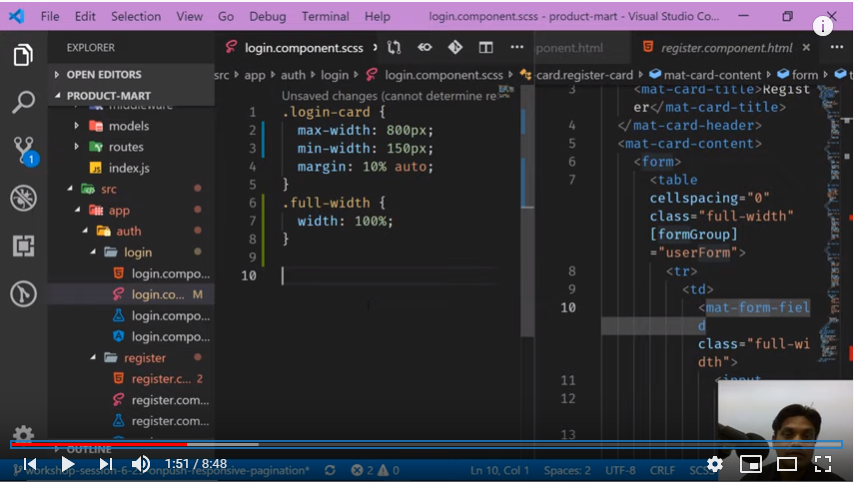 File Edit Selection View Go Debug Terminal Help login.component.scss - product-mart - Visual Studio Co...
EXPLORER
OPEN EDITORS
PRODUCT-MART
middleware
models
routes
JS index.js
src
app
auth
login
login.compo...
login.co... M
login.compo...
login.compo...
register
register.c... 2
register.com...
register.com...
OUTLINE
1
login.component.scss
src app auth login login.component.scss card.register-card
Unsaved changes (cannot determine re
1 .login-card {
2 max-width: 800px;
3 min-width: 150px;
4 margin: 10% auto;
5 }
6 .full-width {
7 width: 100%;
8 }
9
10
ponent.html register.component.html
mat-card-content form
3 <mat-card-title>Regist
er</mat-card-title>
4 </mat-card-header>
5 <mat-card-content>
6 <form>
7 <table
cellspacing="0"
class="full-width"
[formGroup]
="userForm">
8 <tr>
9 <td>
10 <mat-form-fiel
d
class="full-wi
dth">
11 <input
12
13
1:51 / 8:48
workshop-session-6-2 onpush-responsive-pagination* 2 0 Ln 10, Col 1 Spaces: 2 UTF-8 CRLF SCSS